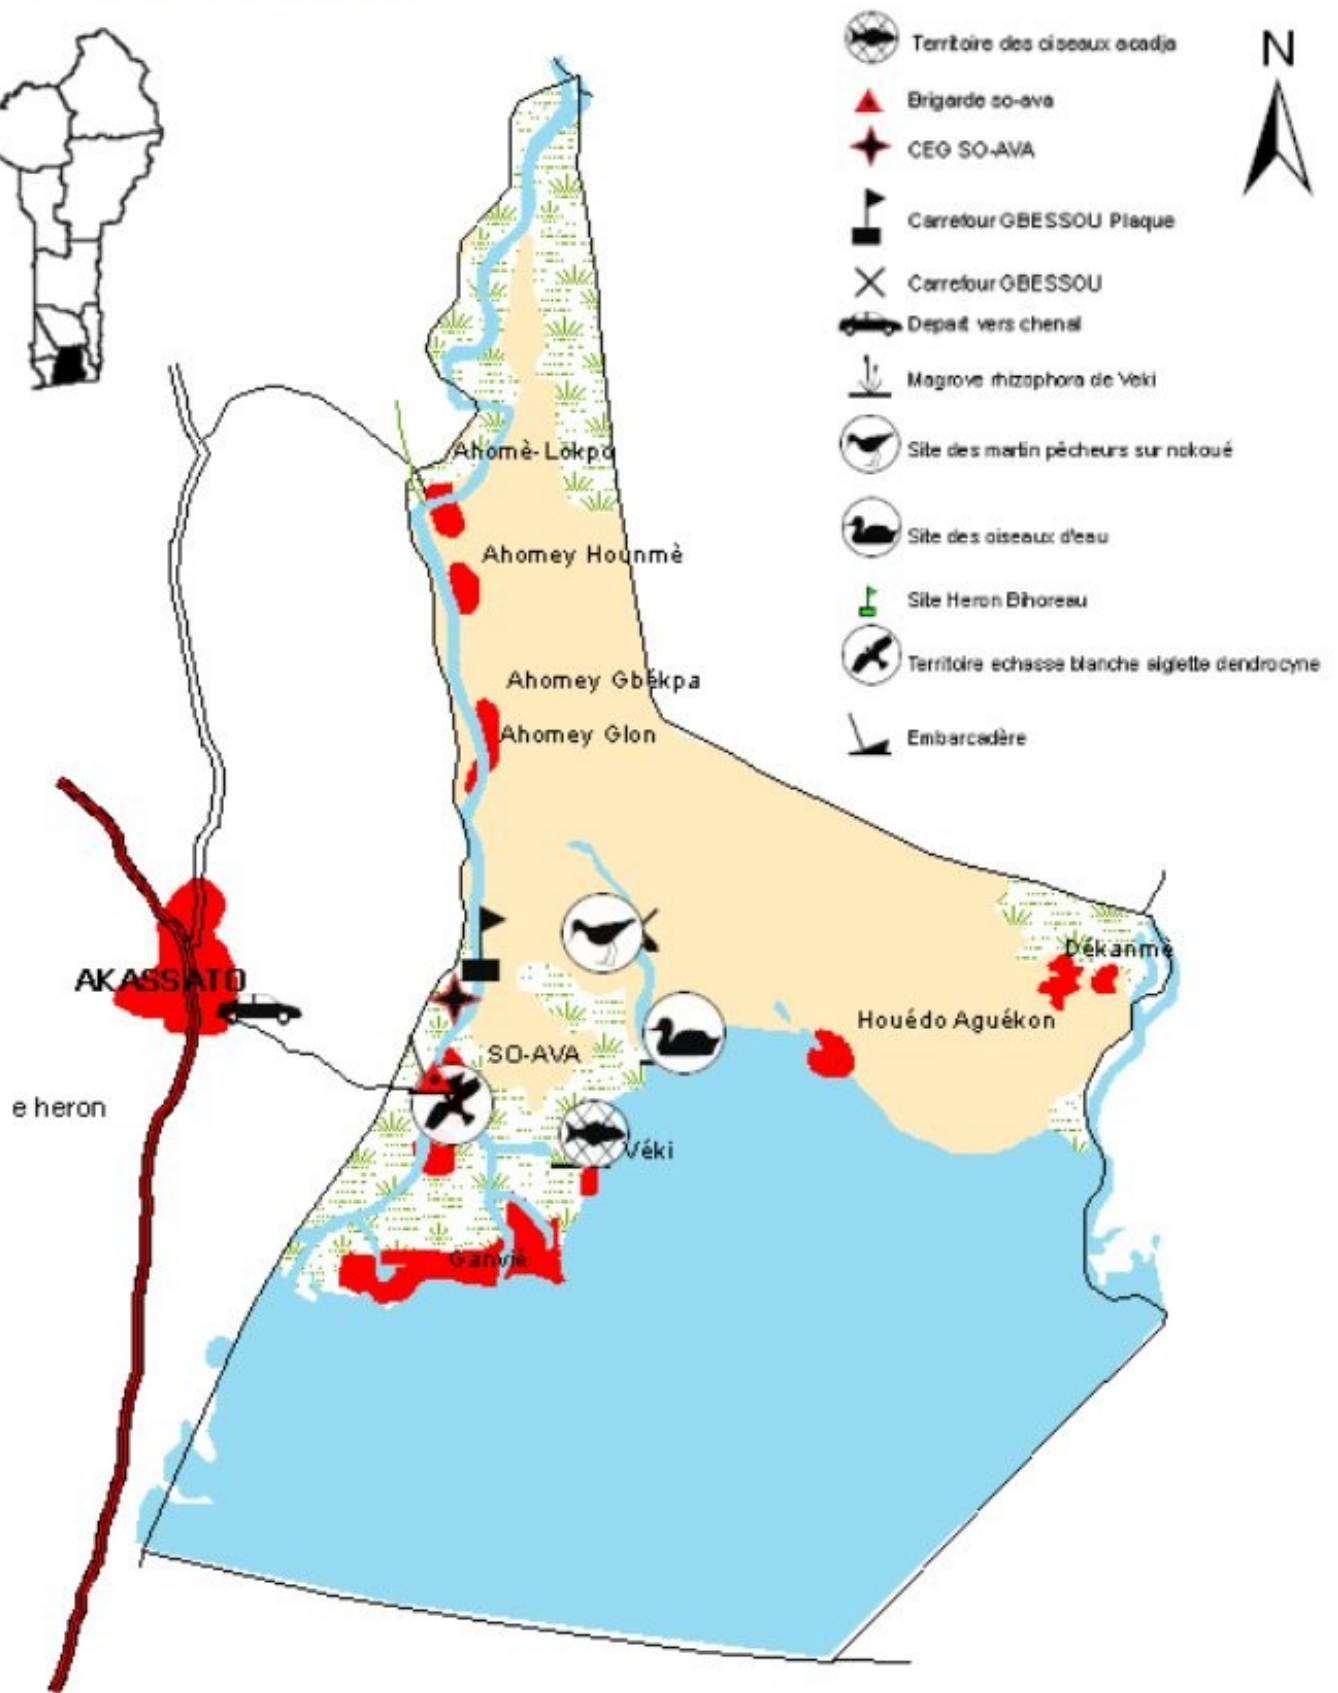 Territoire des oiseaux acadja
N
Brigarde so-ava
CEG SO-AVA
Carrefour GBESSOU Plaque
Carrefour GBESSOU
Depart vers chenal
Magrove rhizophora de Veki
Site des martin pêcheurs sur nokoué
Site des oiseaux d'eau
Site Heron Bihoreau
Territoire echasse blanche aiglette dendrocyne
Embarcadère
Ahomè-Lokpo
Ahomey Hounmè
Ahomey Gbékpa
Ahomey Glon
Dékanmè
AKASSATO
Houédo Aguékon
SO-AVA
e heron
Véki
Ganvié